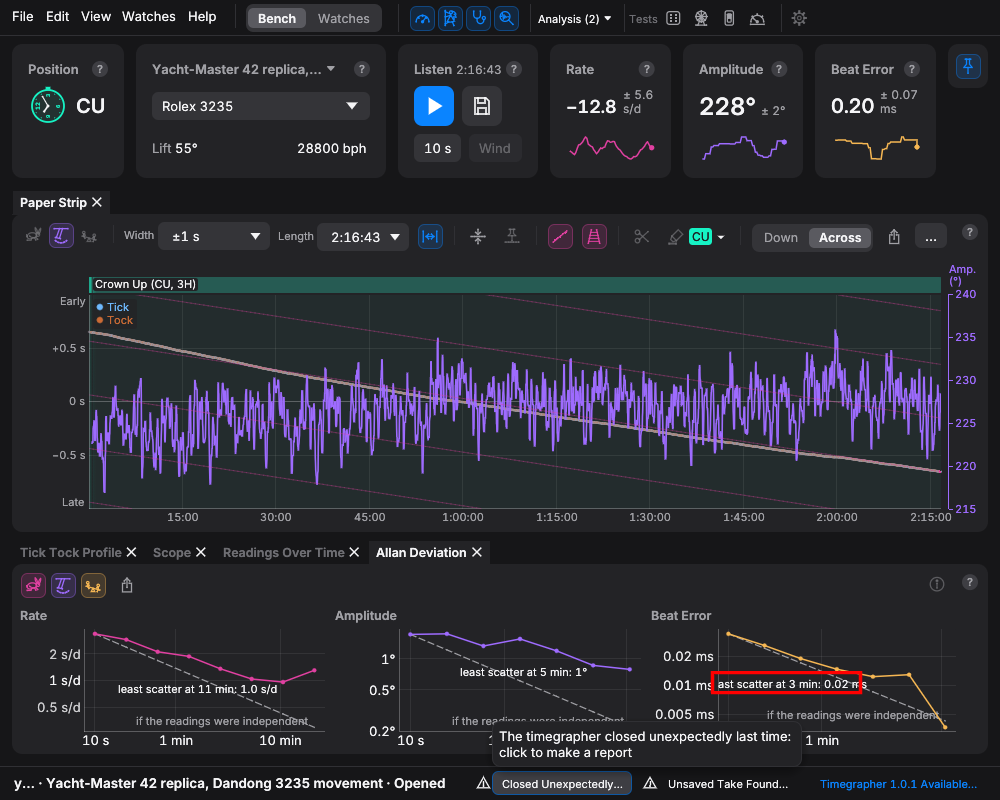 File Edit View Watches Help Bench Watches Analysis (2) Tests
Position ? Yacht-Master 42 replica,... ? Listen 2:16:43 ? Rate ? Amplitude ? Beat Error ?
CU Rolex 3235 −12.8 ± 5.6 s/d 228° ± 2° 0.20 ± 0.07 ms
Lift 55° 28800 bph 10 s Wind
Paper Strip
Width ±1 s Length 2:16:43 CU Down Across ... ?
Amp.
(°)
Crown Up (CU, 3H)
Early 240
Tick
Tock
235
+0.5 s
230
0 s
225
−0.5 s
220
Late
215
15:00 30:00 45:00 1:00:00 1:15:00 1:30:00 1:45:00 2:00:00 2:15:00
Tick Tock Profile Scope Readings Over Time Allan Deviation
?
Rate Amplitude Beat Error
2 s/d 1° 0.02 ms
1 s/d least scatter at 5 min: 1°
least scatter at 11 min: 1.0 s/d 0.5° 0.01 ms ast scatter at 3 min: 0.02 ms
0.5 s/d
if the readings were independent if the readings were independent 0.005 ms if the readings were independent
0.2°
10 s 1 min 10 min 10 s 1 min
The timegrapher closed unexpectedly last time:
click to make a report
y... · Yacht-Master 42 replica, Dandong 3235 movement · Opened Closed Unexpectedly... Unsaved Take Found... Timegrapher 1.0.1 Available...